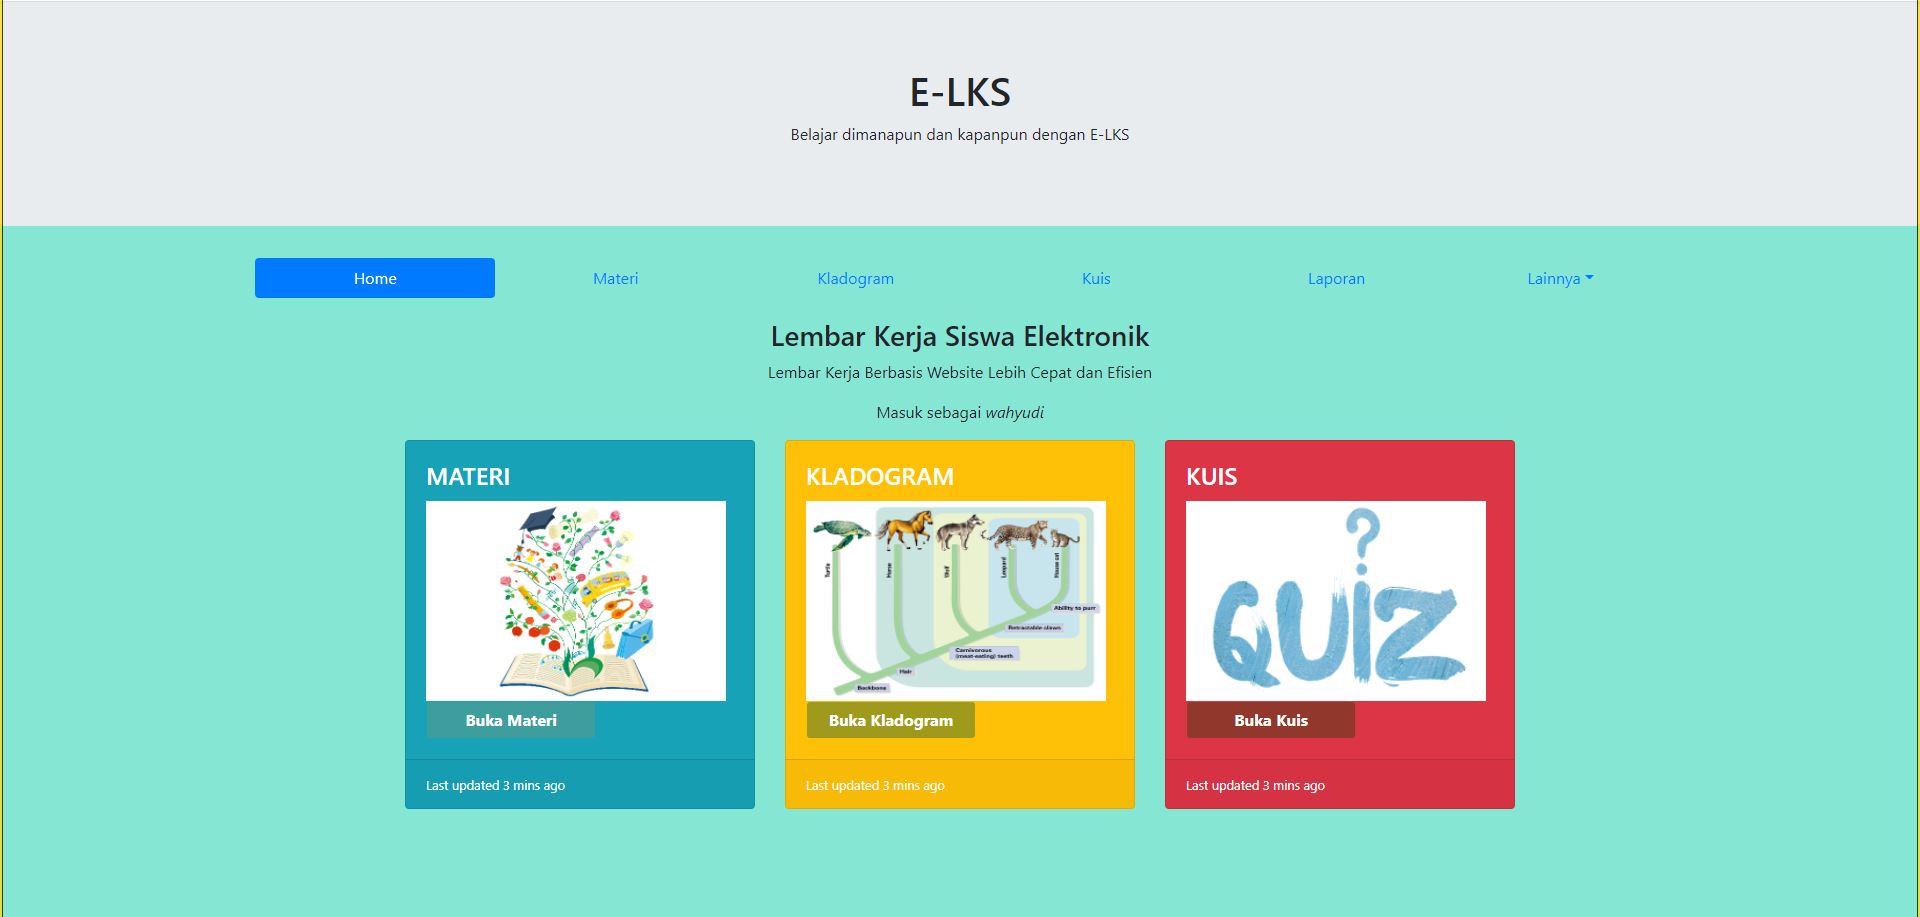 E-LKS
Belajar dimanapun dan kapanpun dengan E-LKS
Home
Materi
Kladogram
Kuis
Laporan
Lainnya
Lembar Kerja Siswa Elektronik
Lembar Kerja Berbasis Website Lebih Cepat dan Efisien
Masuk sebagai wahyudi
MATERI
Buka Materi
Last updated 3 mins ago
KLADOGRAM
Turtle
Horse
Wolf
Leopard
House cat
Ability to purr
Retractable claws
Carnivorous
(meat-eating) teeth
Hair
Backbone
Buka Kladogram
Last updated 3 mins ago
KUIS
?
QUIZ
Buka Kuis
Last updated 3 mins ago